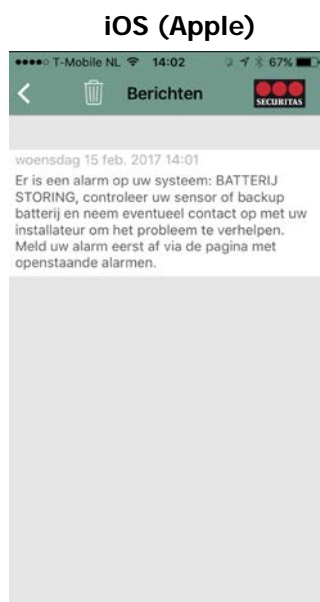 iOS (Apple)
T-Mobile NL 14:02 67%
Berichten
SECURITAS
woensdag 15 feb. 2017 14:01
Er is een alarm op uw systeem: BATTERIJ
STORING, controleer uw sensor of backup
batterij en neem eventueel contact op met uw
installateur om het probleem te verhelpen.
Meld uw alarm eerst af via de pagina met
openstaande alarmen.